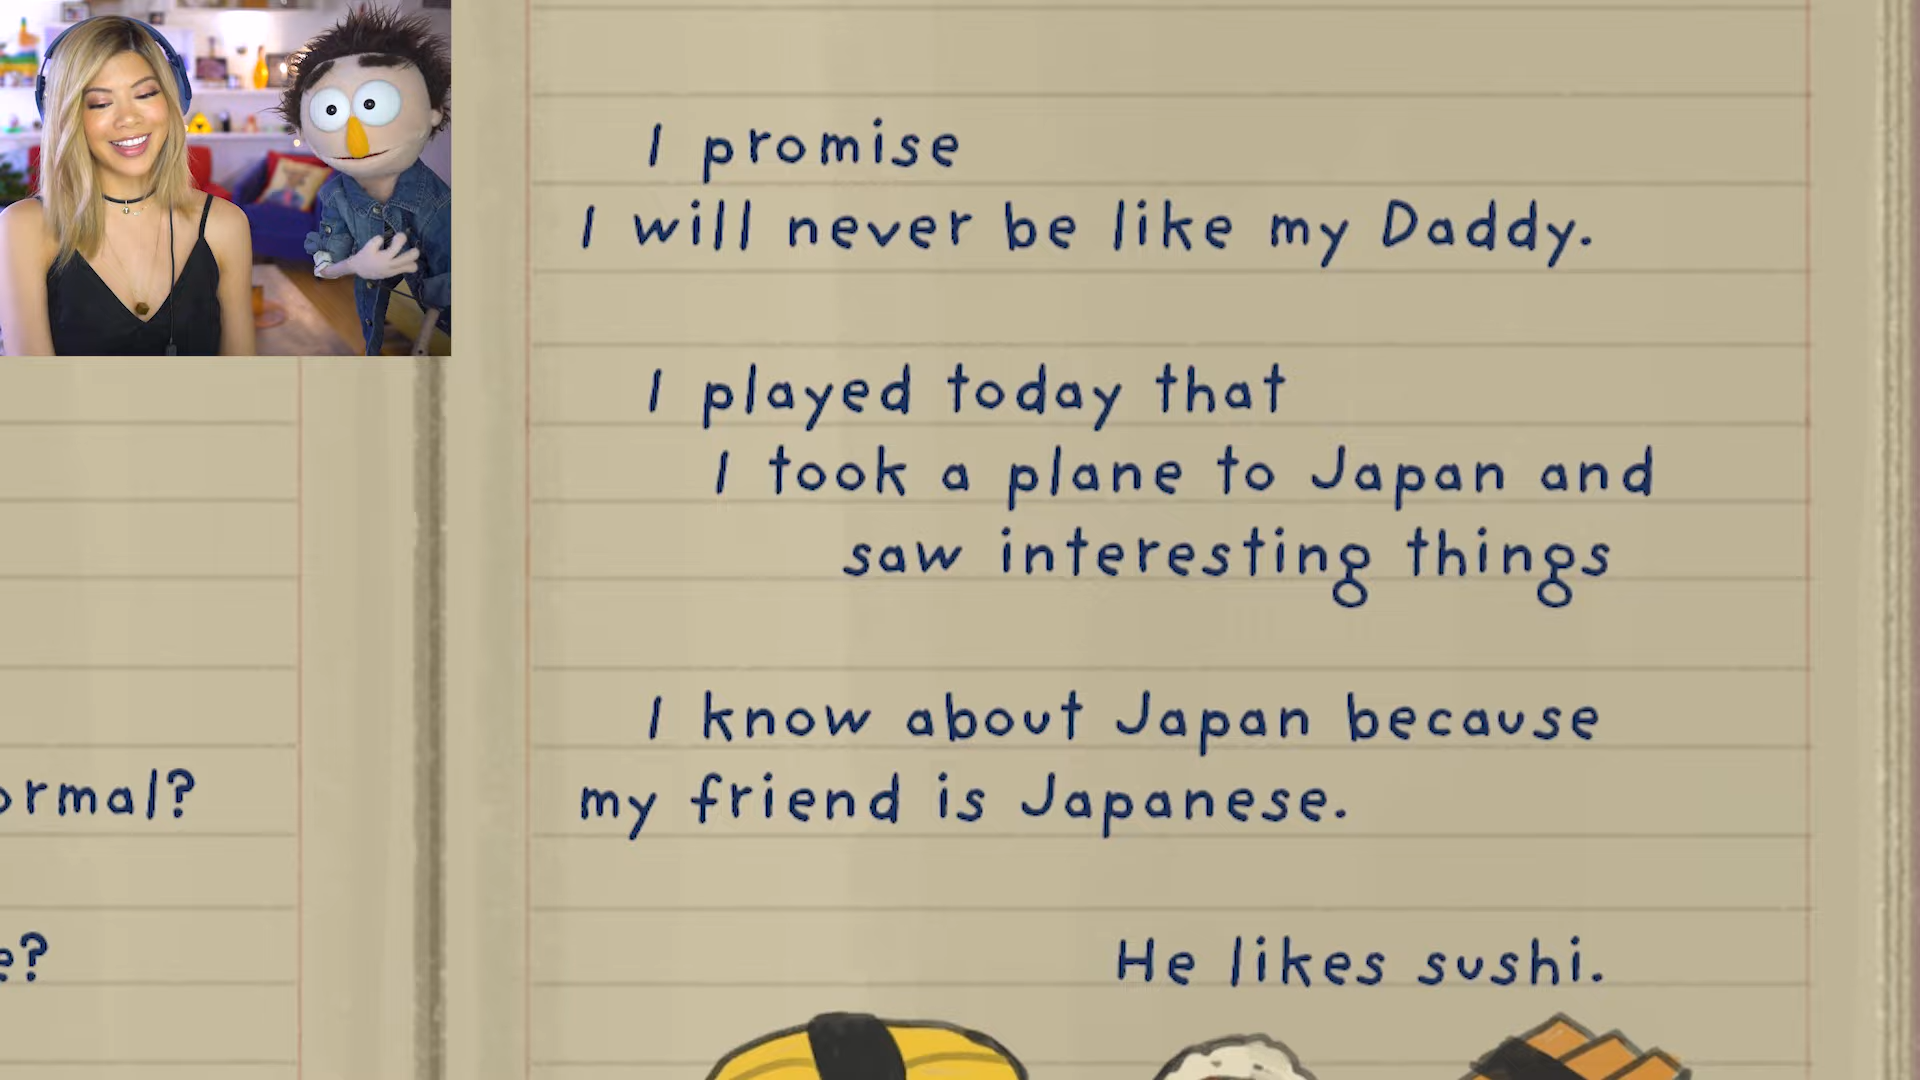 I promise
I will never be like my Daddy.
I played today that
I took a plane to Japan and
saw interesting things
I know about Japan because
my friend is Japanese.
He likes sushi.
ormal?
e?